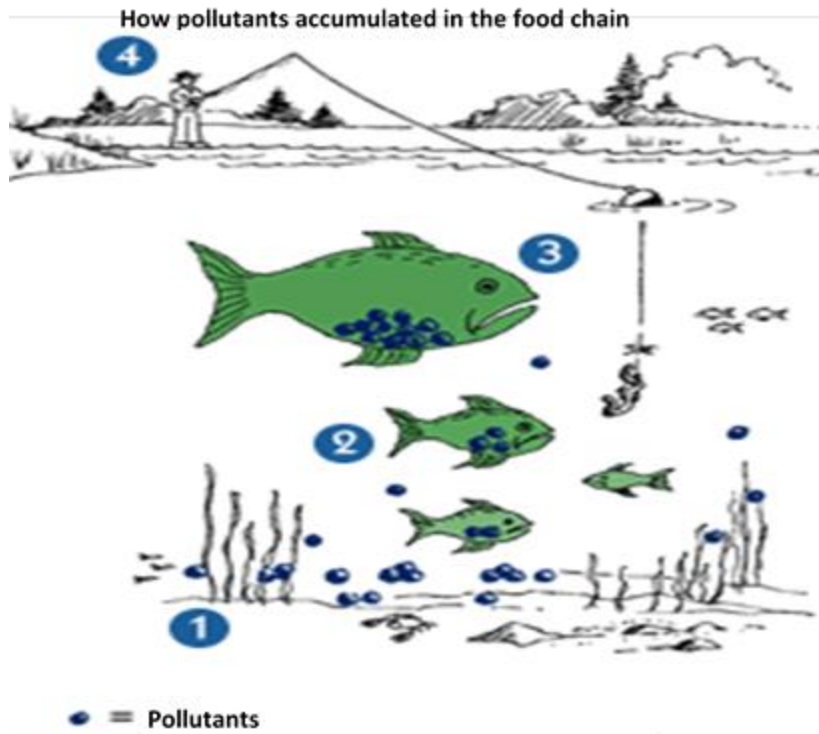 How pollutants accumulated in the food chain
4
3
2
1
= Pollutants